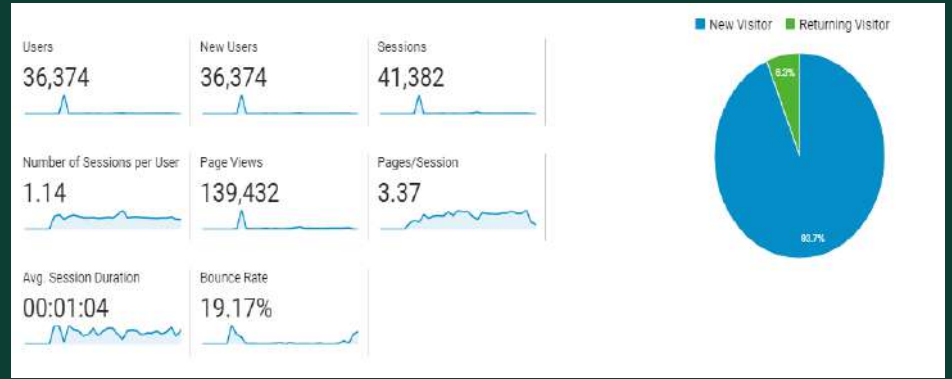 New Visitor Returning Visitor
Users New Users Sessions
36,374 36,374 41,382
Number of Sessions per User Page Views Pages/Session
1.14 139,432 3.37
Avg. Session Duration Bounce Rate
00:01:04 19.17%
6.3%
93.7%